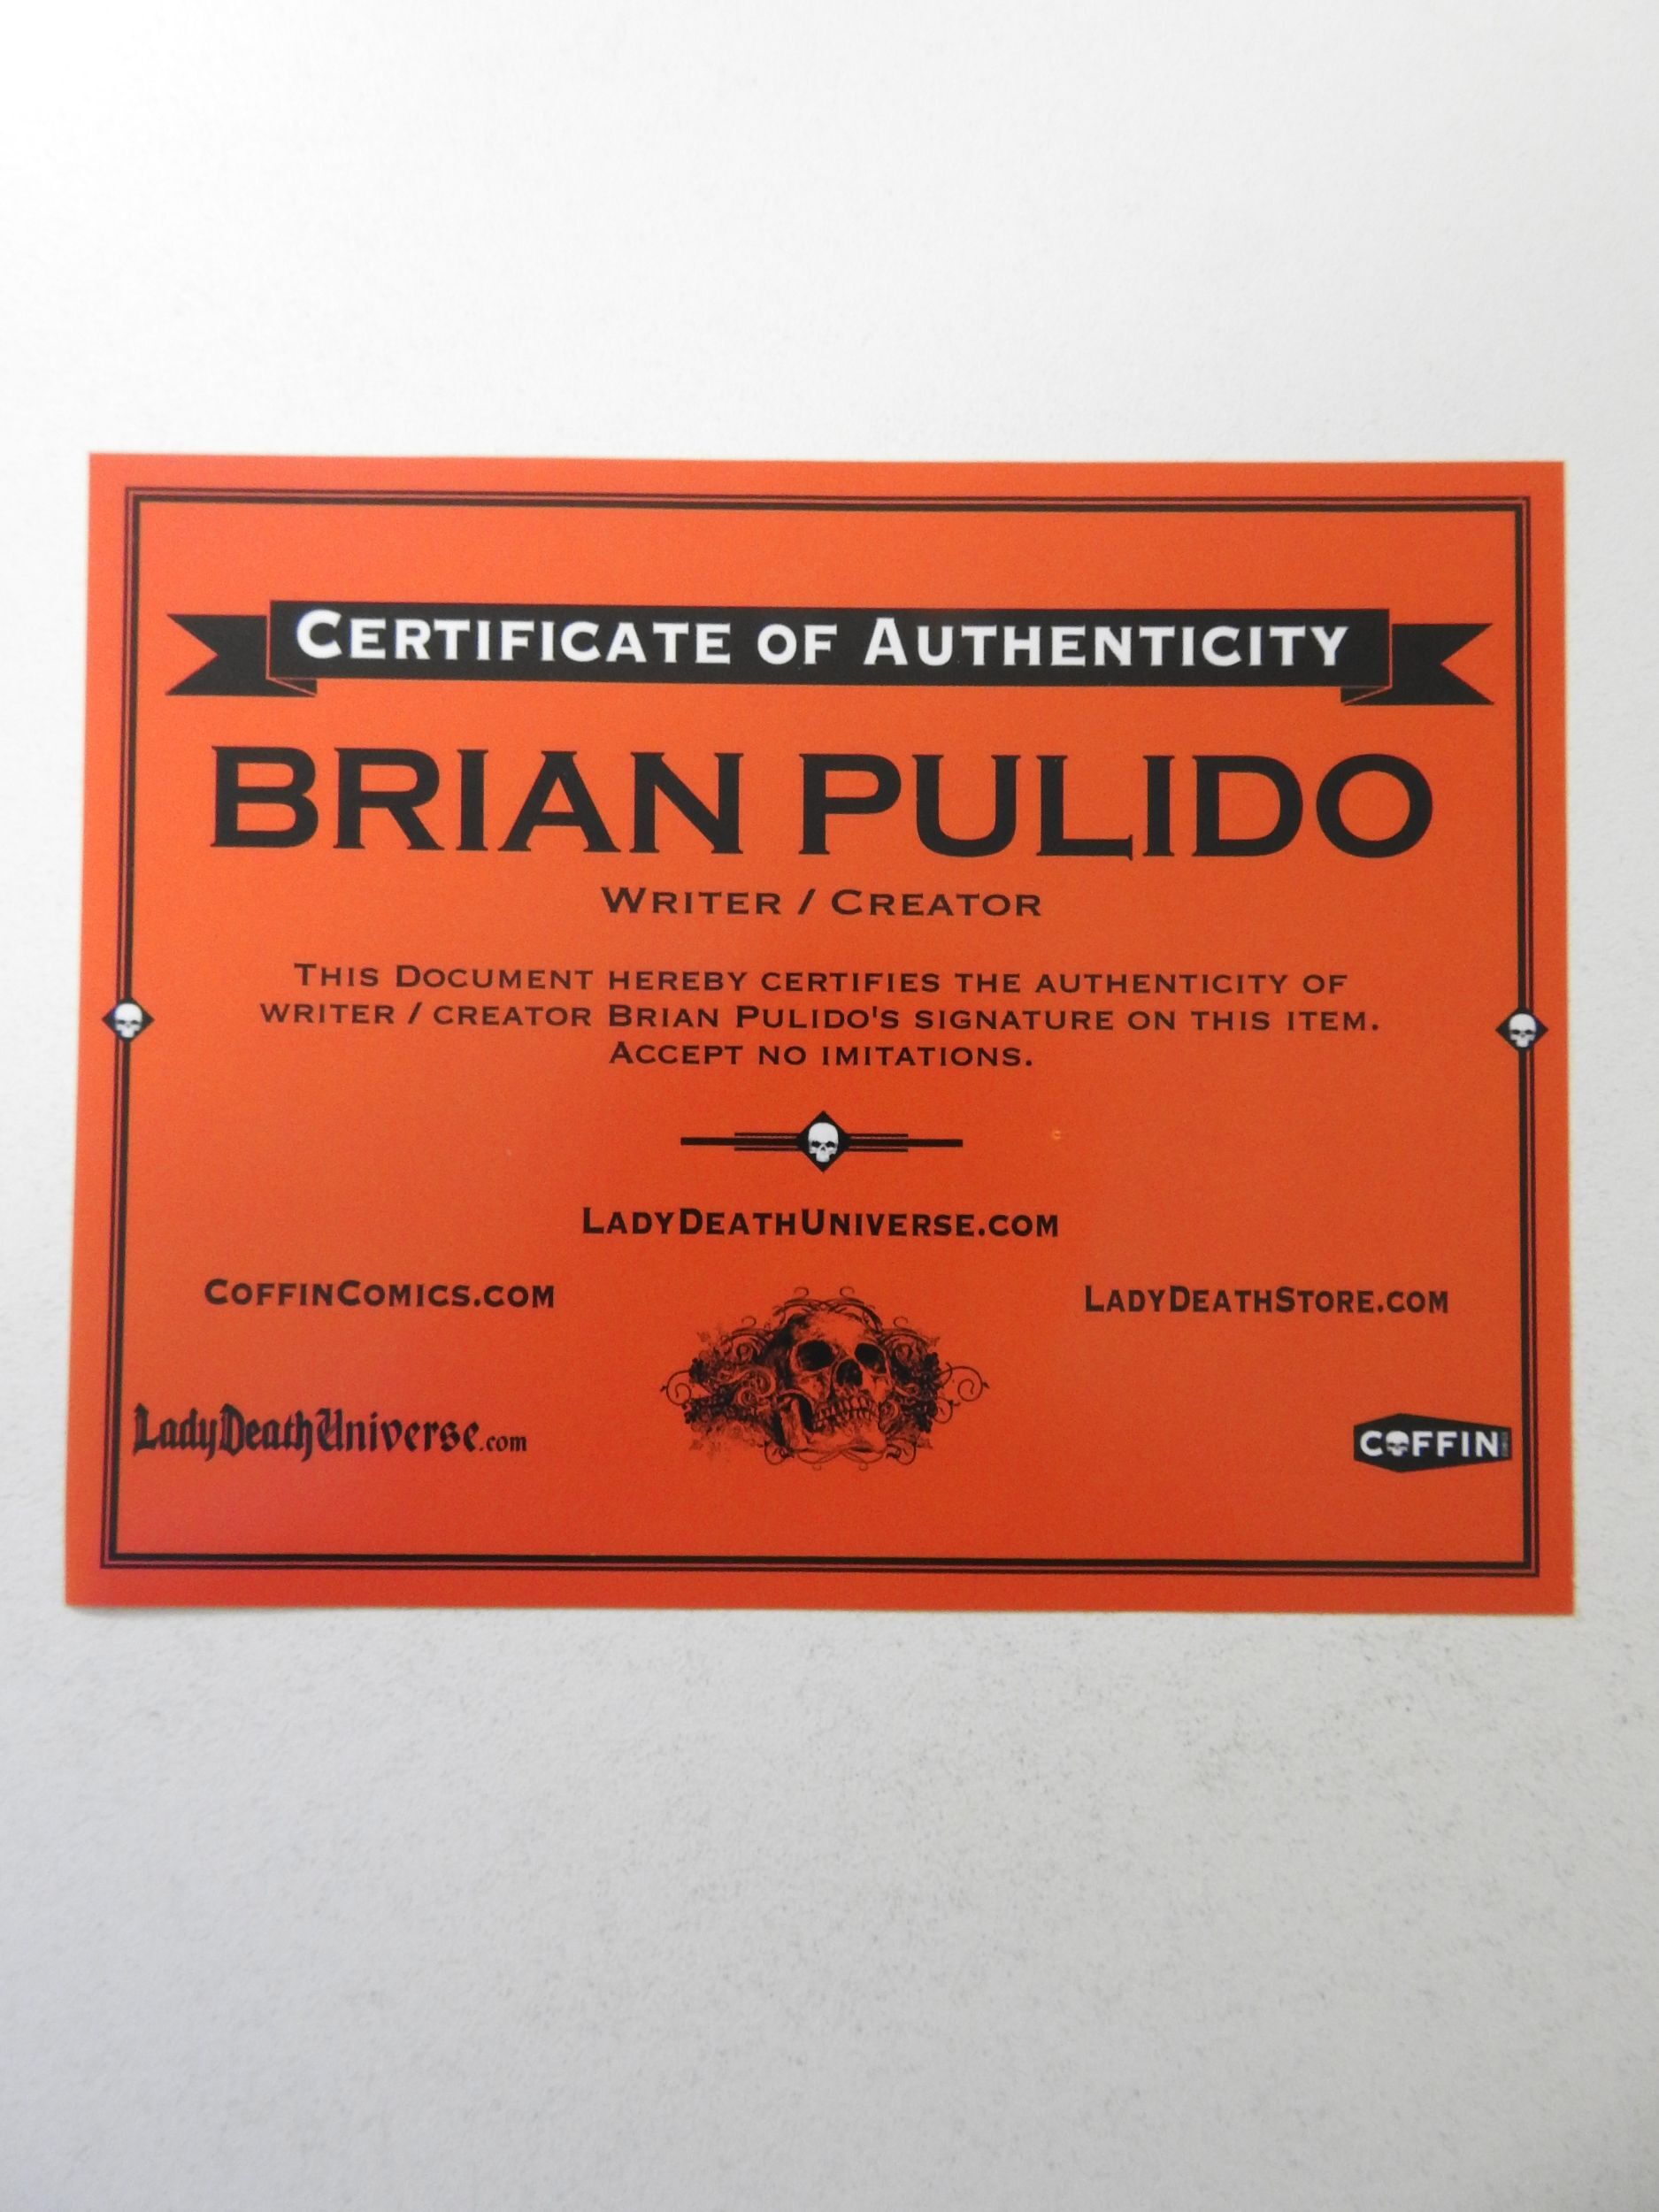 CERTIFICATE OF AUTHENTICITY
BRIAN PULIDO
WRITER / CREATOR
THIS DOCUMENT HEREBY CERTIFIES THE AUTHENTICITY OF
WRITER / CREATOR BRIAN PULIDO'S SIGNATURE ON THIS ITEM.
ACCEPT NO IMITATIONS.
LADYDEATHUNIVERSE.COM
COFFINCOMICS.COM
LADYDEATHSTORE.COM
LadyDeathUniverse.com
COFFIN